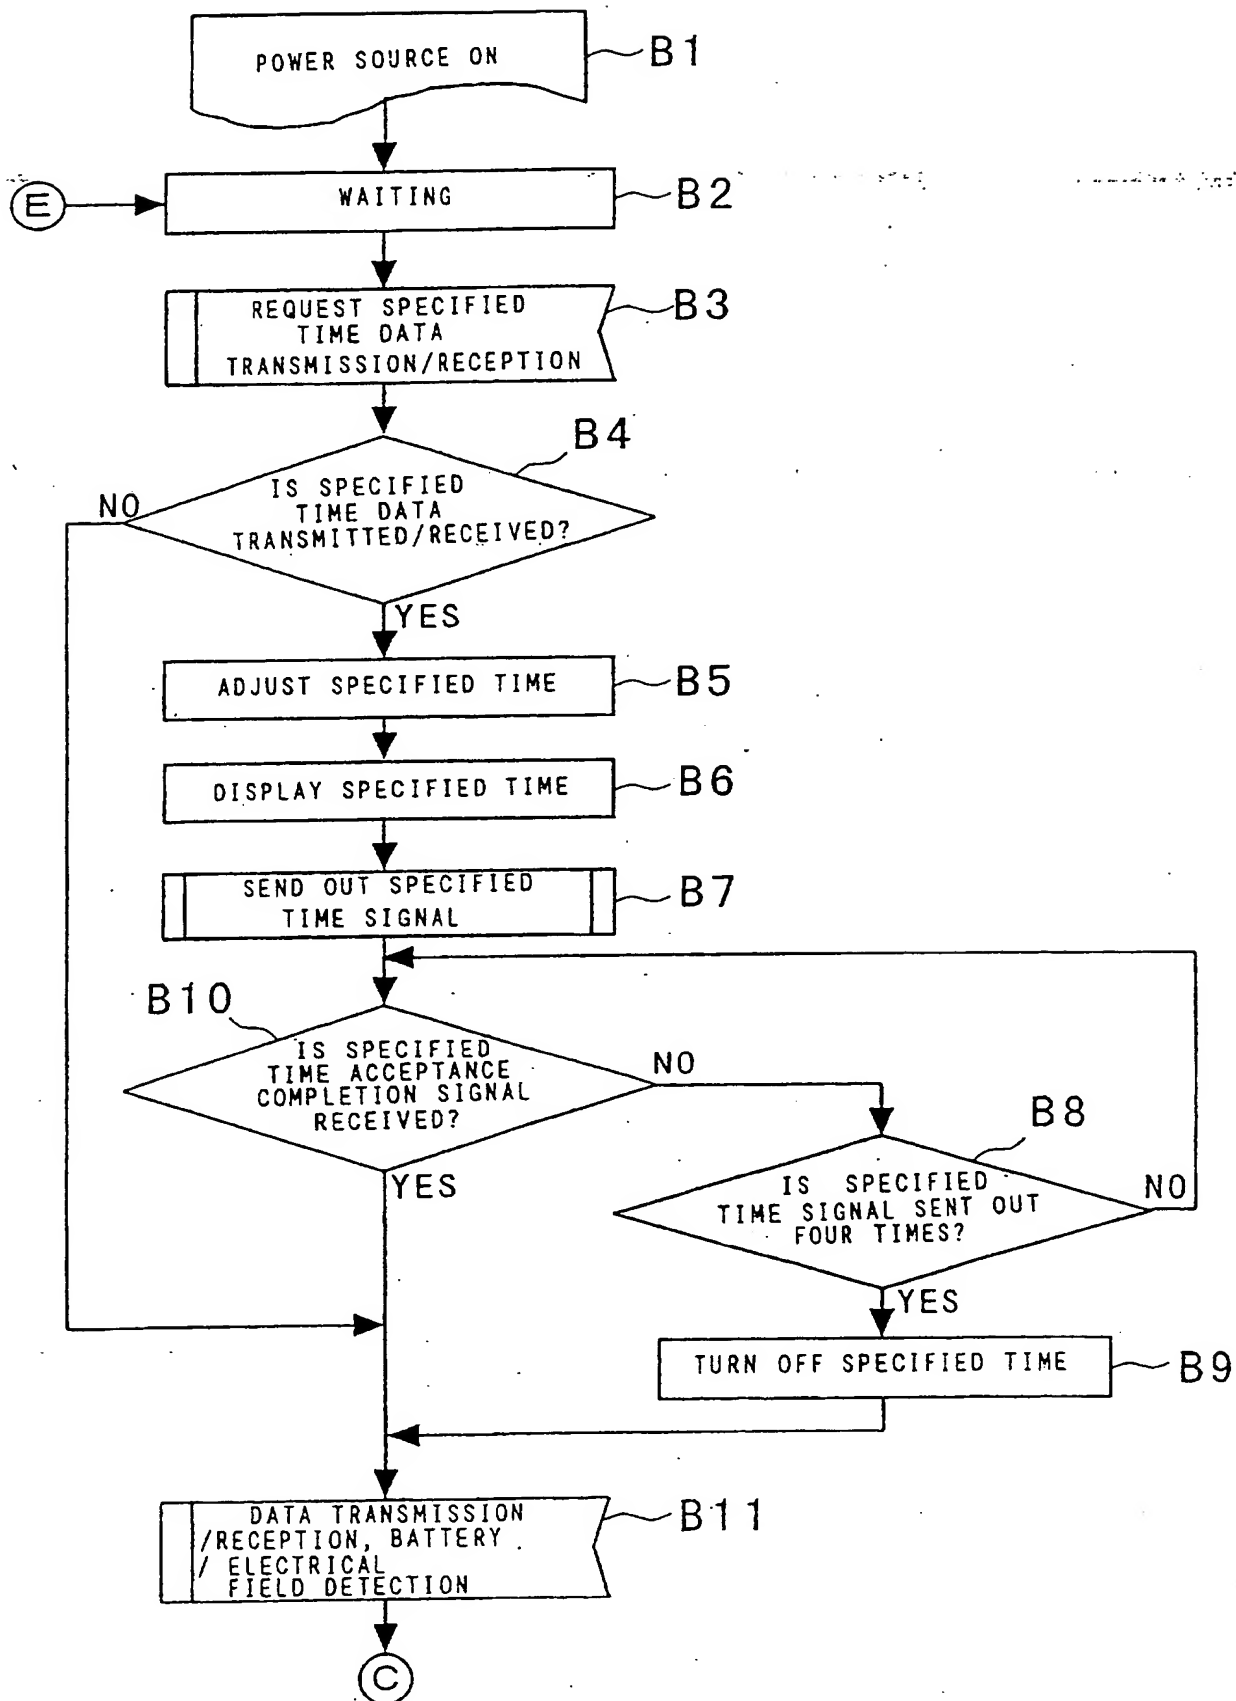 POWER SOURCE ON
B1
E
WAITING
B2
REQUEST SPECIFIED
TIME DATA
TRANSMISSION/RECEPTION
B3
B4
IS SPECIFIED
TIME DATA
TRANSMITTED/RECEIVED?
NO
YES
ADJUST SPECIFIED TIME
B5
DISPLAY SPECIFIED TIME
B6
SEND OUT SPECIFIED
TIME SIGNAL
B7
B10
IS SPECIFIED
TIME ACCEPTANCE
COMPLETION SIGNAL
RECEIVED?
NO
YES
B8
IS SPECIFIED
TIME SIGNAL SENT OUT
FOUR TIMES?
NO
YES
TURN OFF SPECIFIED TIME
B9
DATA TRANSMISSION
/RECEPTION, BATTERY
/ ELECTRICAL
FIELD DETECTION
B11
C